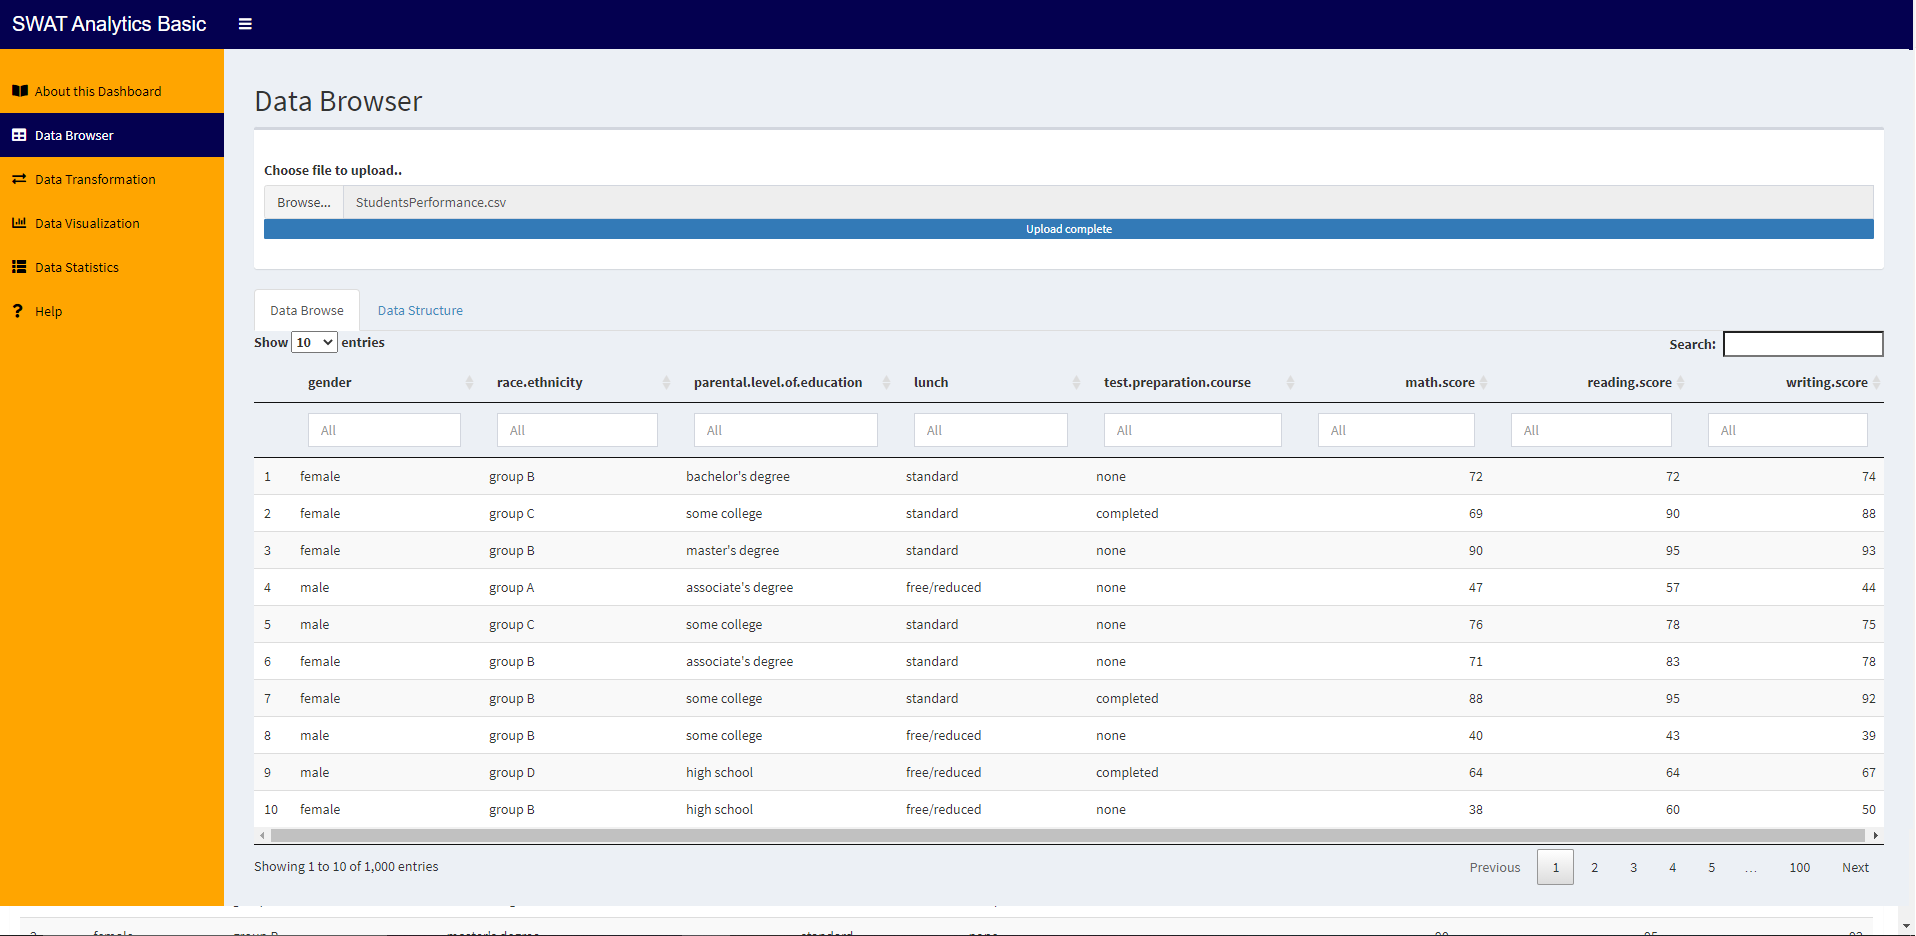 SWAT Analytics Basic
About this Dashboard
Data Browser
Data Transformation
Data Visualization
Data Statistics
Help
Data Browser
Choose file to upload..
Browse... StudentsPerformance.csv
Upload complete
Data Browse Data Structure
Show 10 entries Search:
gender race.ethnicity parental.level.of.education lunch test.preparation.course math.score reading.score writing.score
All All All All All All All All
1 female group B bachelor's degree standard none 72 72 74
2 female group C some college standard completed 69 90 88
3 female group B master's degree standard none 90 95 93
4 male group A associate's degree free/reduced none 47 57 44
5 male group C some college standard none 76 78 75
6 female group B associate's degree standard none 71 83 78
7 female group B some college standard completed 88 95 92
8 male group B some college free/reduced none 40 43 39
9 male group D high school free/reduced completed 64 64 67
10 female group B high school free/reduced none 38 60 50
Showing 1 to 10 of 1,000 entries Previous 1 2 3 4 5 … 100 Next